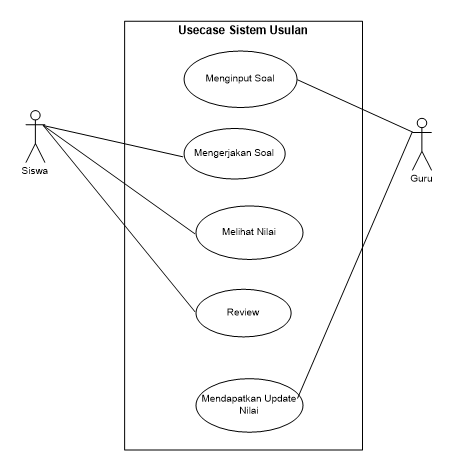 Usecase Sistem Usulan
Menginput Soal
Mengerjakan Soal
Siswa
Guru
Melihat Nilai
Review
Mendapatkan Update
Nilai